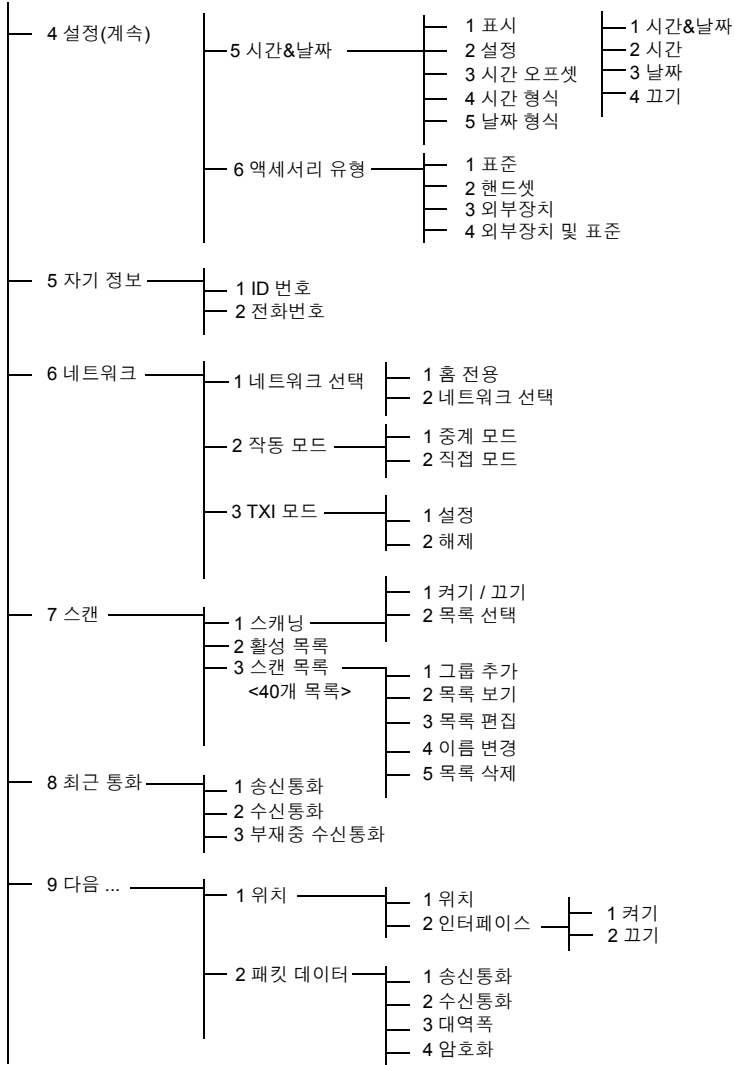 4 설정(계속)
5 시간&날짜
1 표시
2 설정
3 시간 오프셋
4 시간 형식
5 날짜 형식
1 시간&날짜
2 시간
3 날짜
4 끄기
6 액세서리 유형
1 표준
2 핸드셋
3 외부장치
4 외부장치 및 표준
5 자기 정보
1 ID 번호
2 전화번호
6 네트워크
1 네트워크 선택
1 홈 전용
2 네트워크 선택
2 작동 모드
1 중계 모드
2 직접 모드
3 TXI 모드
1 설정
2 해제
7 스캔
1 스캐닝
1 켜기 / 끄기
2 목록 선택
2 활성 목록
3 스캔 목록
<40개 목록>
1 그룹 추가
2 목록 보기
3 목록 편집
4 이름 변경
5 목록 삭제
8 최근 통화
1 송신통화
2 수신통화
3 부재중 수신통화
9 다음 ...
1 위치
1 위치
2 인터페이스
1 켜기
2 끄기
2 패킷 데이터
1 송신통화
2 수신통화
3 대역폭
4 암호화